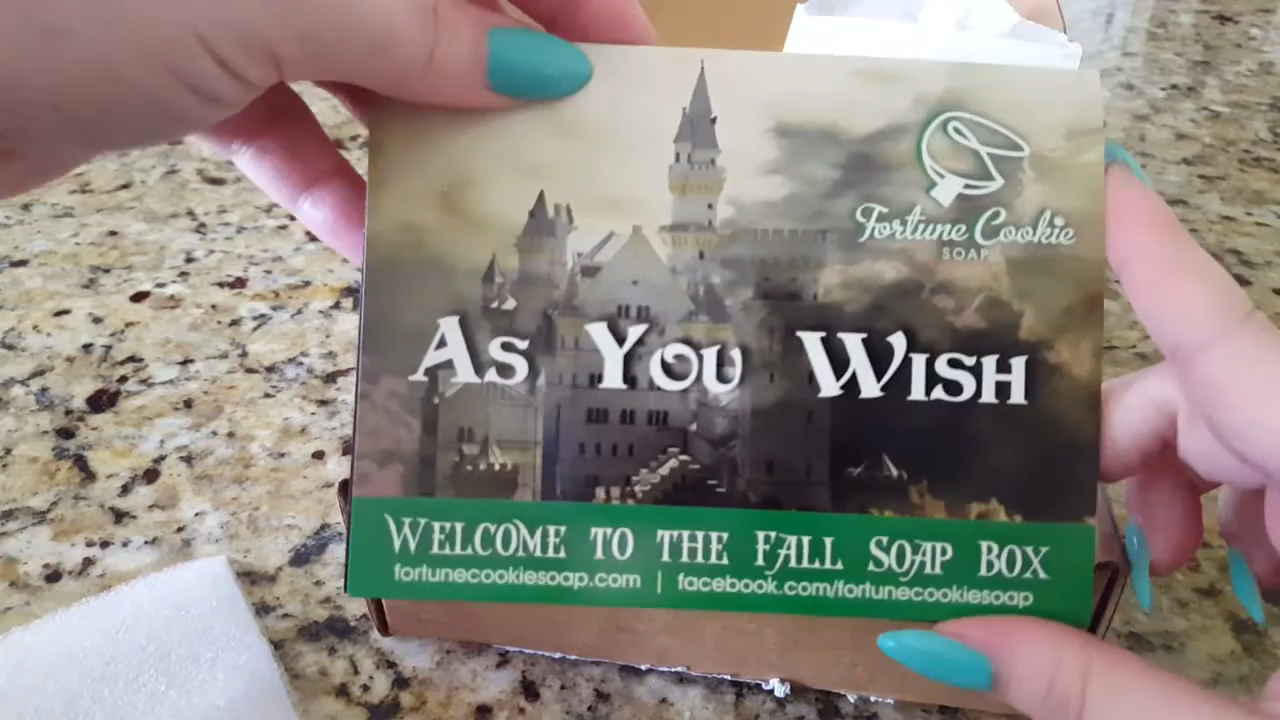 Fortune Cookie
SOAP
AS YOU WISH
WELCOME TO THE FALL SOAP BOX
fortunecookiesoap.com | facebook.com/fortunecookiesoap